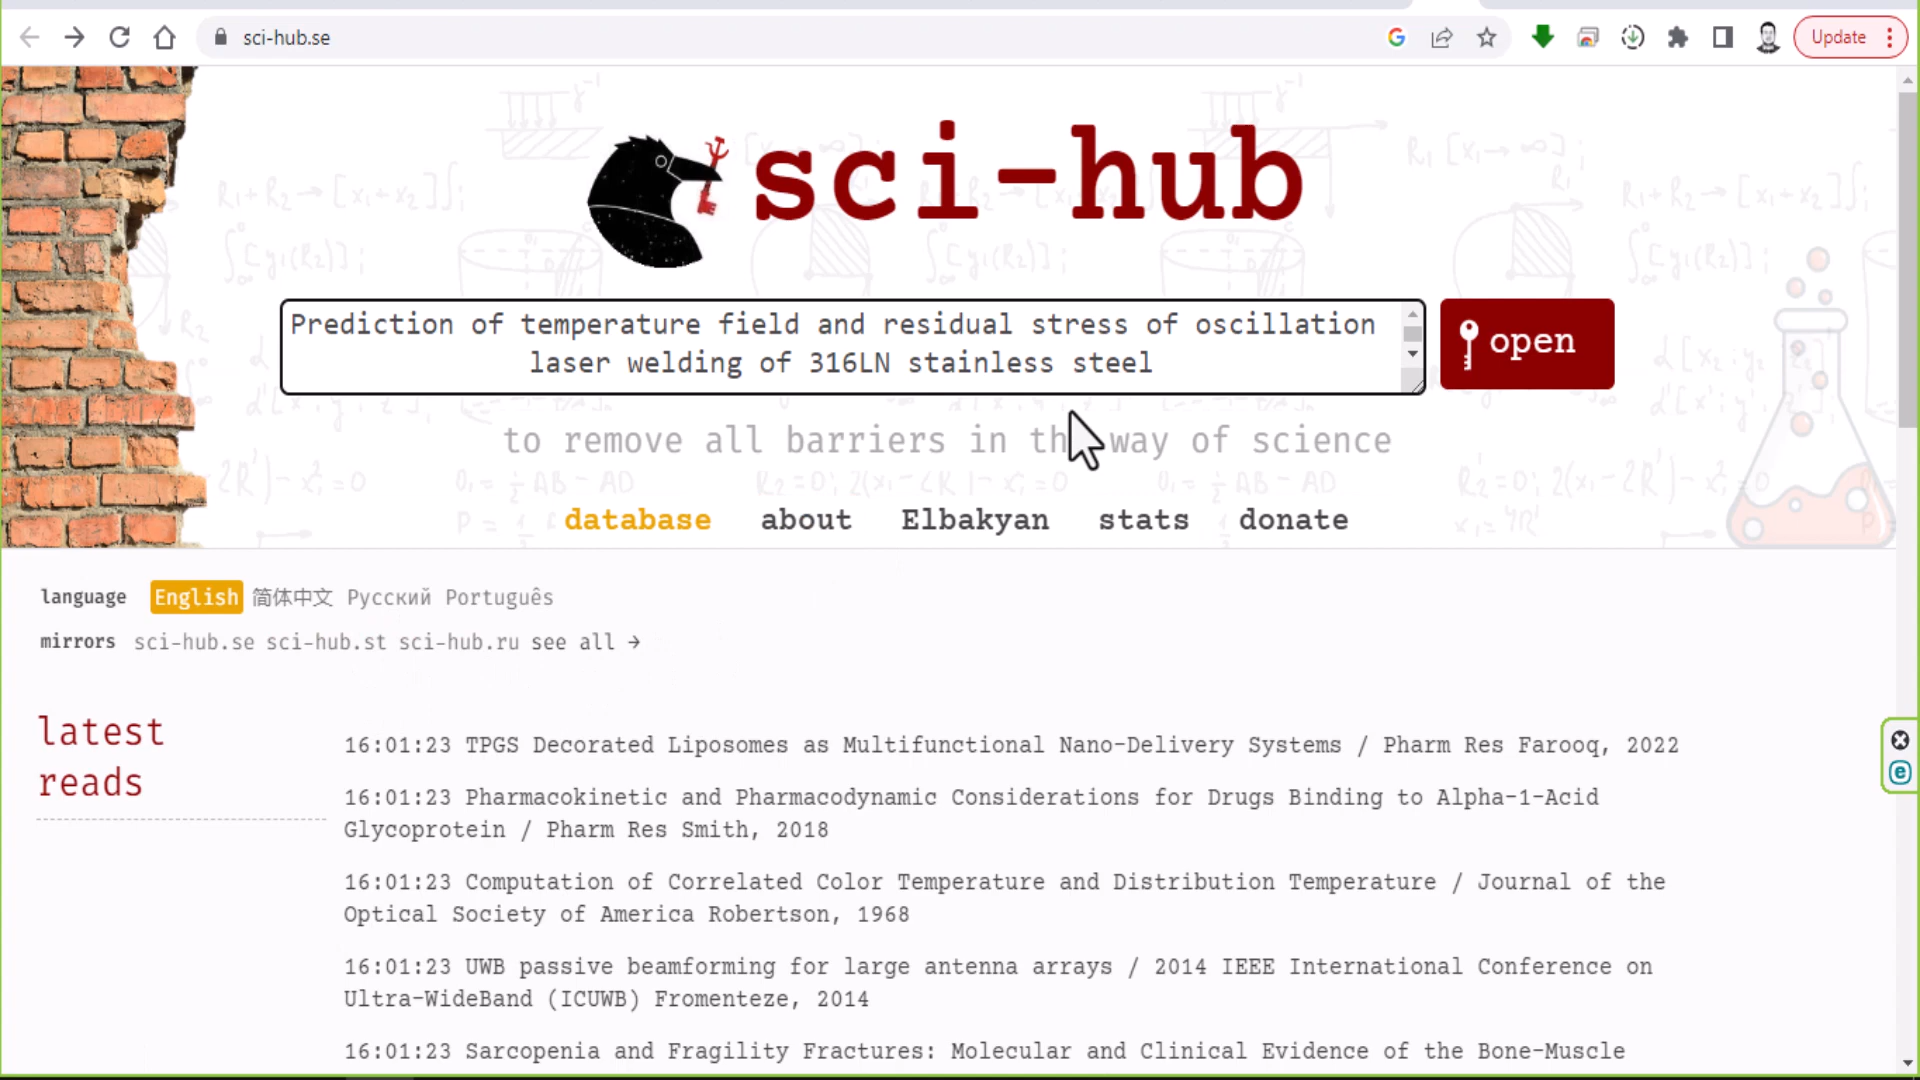 sci-hub.se
Update
sci-hub
Prediction of temperature field and residual stress of oscillation
laser welding of 316LN stainless steel
open
to remove all barriers in th way of science
database about Elbakyan stats donate
language English 简体中文 Русский Português
mirrors sci-hub.se sci-hub.st sci-hub.ru see all →
latest
reads
16:01:23 TPGS Decorated Liposomes as Multifunctional Nano-Delivery Systems / Pharm Res Farooq, 2022
16:01:23 Pharmacokinetic and Pharmacodynamic Considerations for Drugs Binding to Alpha-1-Acid
Glycoprotein / Pharm Res Smith, 2018
16:01:23 Computation of Correlated Color Temperature and Distribution Temperature / Journal of the
Optical Society of America Robertson, 1968
16:01:23 UWB passive beamforming for large antenna arrays / 2014 IEEE International Conference on
Ultra-WideBand (ICUWB) Fromenteze, 2014
16:01:23 Sarcopenia and Fragility Fractures: Molecular and Clinical Evidence of the Bone-Muscle